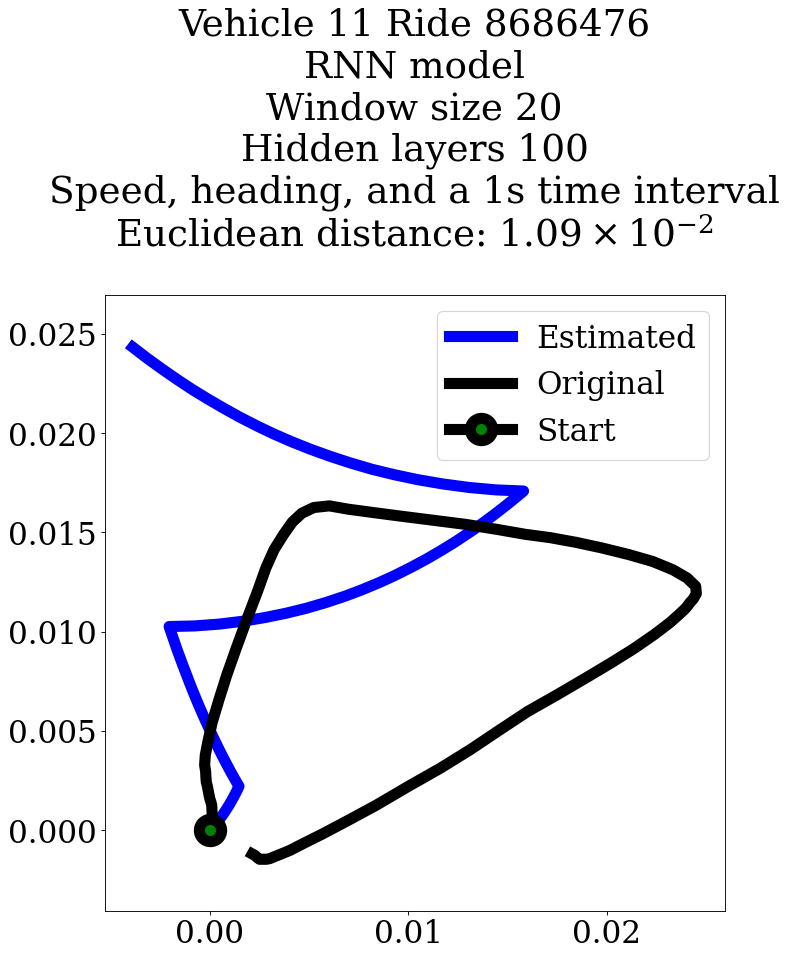 Vehicle 11 Ride 8686476
RNN model
Window size 20
Hidden layers 100
Speed, heading, and a 1s time interval
Euclidean distance: 1.09 × 10⁻²
Estimated
Original
Start
0.025
0.020
0.015
0.010
0.005
0.000
0.00 0.01 0.02